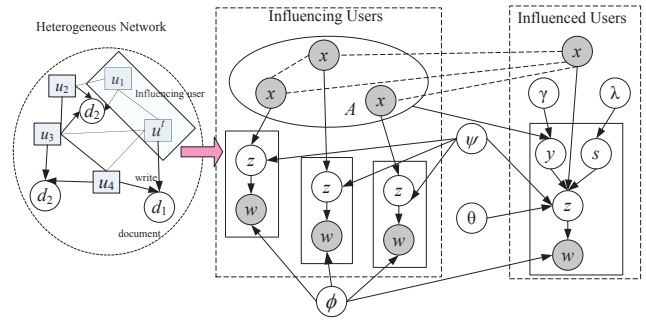 Influencing Users
Influenced Users
Heterogeneous Network
x
x
x
x
A
u1
u2
d2
Influencing user
u^t
u3
u4
write
d2
d1
document
γ
λ
ψ
y
s
z
z
z
z
θ
w
w
w
w
ϕ